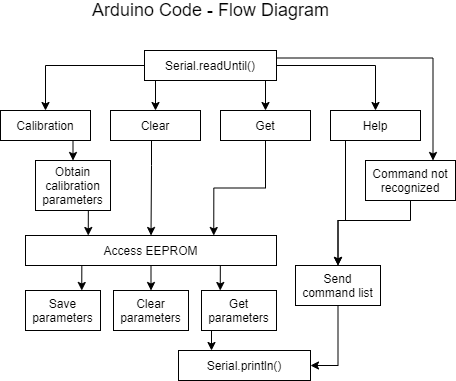 Arduino Code - Flow Diagram
Serial.readUntil()
Calibration
Clear
Get
Help
Obtain
calibration
parameters
Command not
recognized
Access EEPROM
Send
command list
Save
parameters
Clear
parameters
Get
parameters
Serial.println()